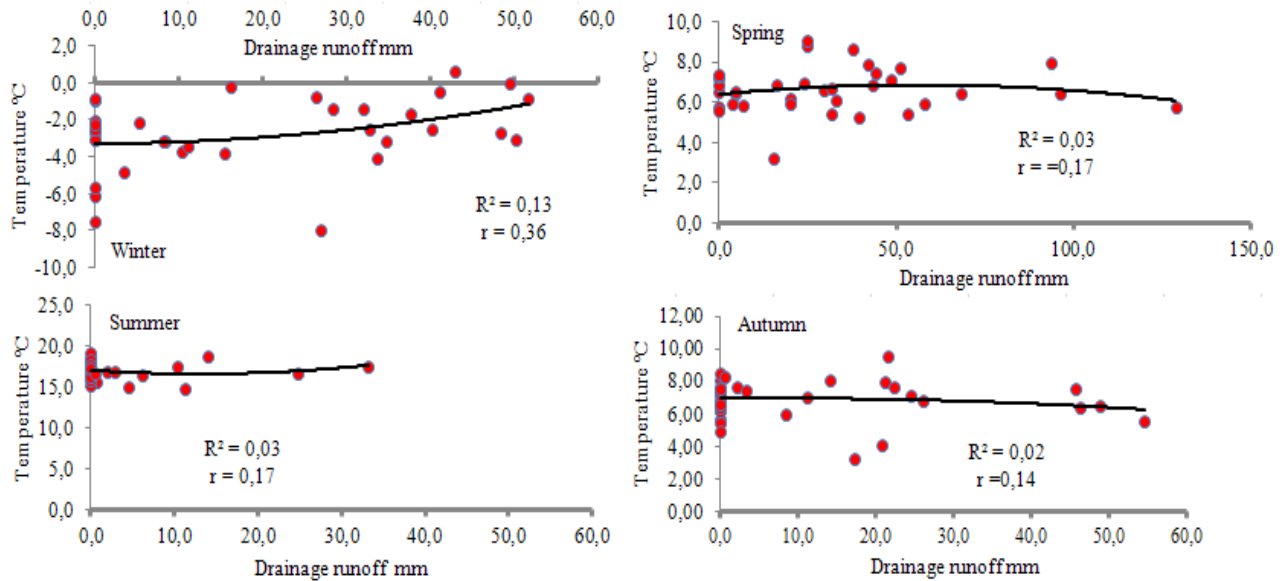 0,0 10,0 20,0 30,0 40,0 50,0 60,0
Drainage runoff mm
2,0
0,0
-2,0
-4,0
-6,0
-8,0
-10,0
Temperature ºC
R² = 0,13
r = 0,36
Winter
10,0
8,0
6,0
4,0
2,0
0,0
Temperature ºC
Spring
R² = 0,03
r = =0,17
0,0 50,0 100,0 150,0
Drainage runoff mm
25,0
20,0
15,0
10,0
5,0
0,0
Temperature ºC
Summer
R² = 0,03
r = 0,17
0,0 10,0 20,0 30,0 40,0 50,0 60,0
Drainage runoff mm
12,00
10,00
8,00
6,00
4,00
2,00
0,00
Temperature ºC
Autumn
R² = 0,02
r =0,14
0,0 10,0 20,0 30,0 40,0 50,0 60,0
Drainage runoff mm